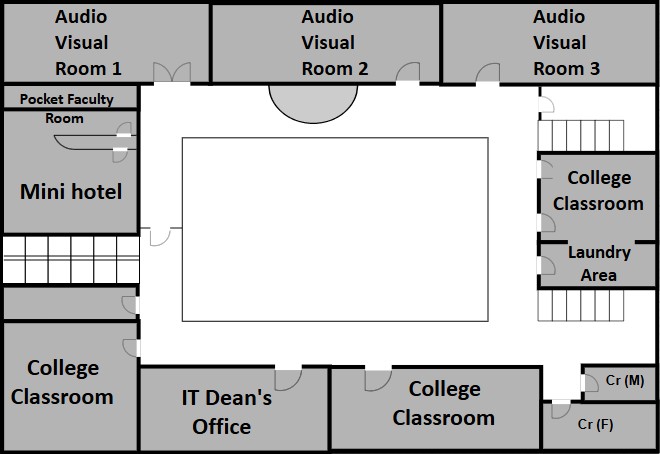 Audio
Visual
Room 1
Audio
Visual
Room 2
Audio
Visual
Room 3
Pocket Faculty
Room
Mini hotel
College
Classroom
Laundry
Area
College
Classroom
IT Dean's
Office
College
Classroom
Cr (M)
Cr (F)